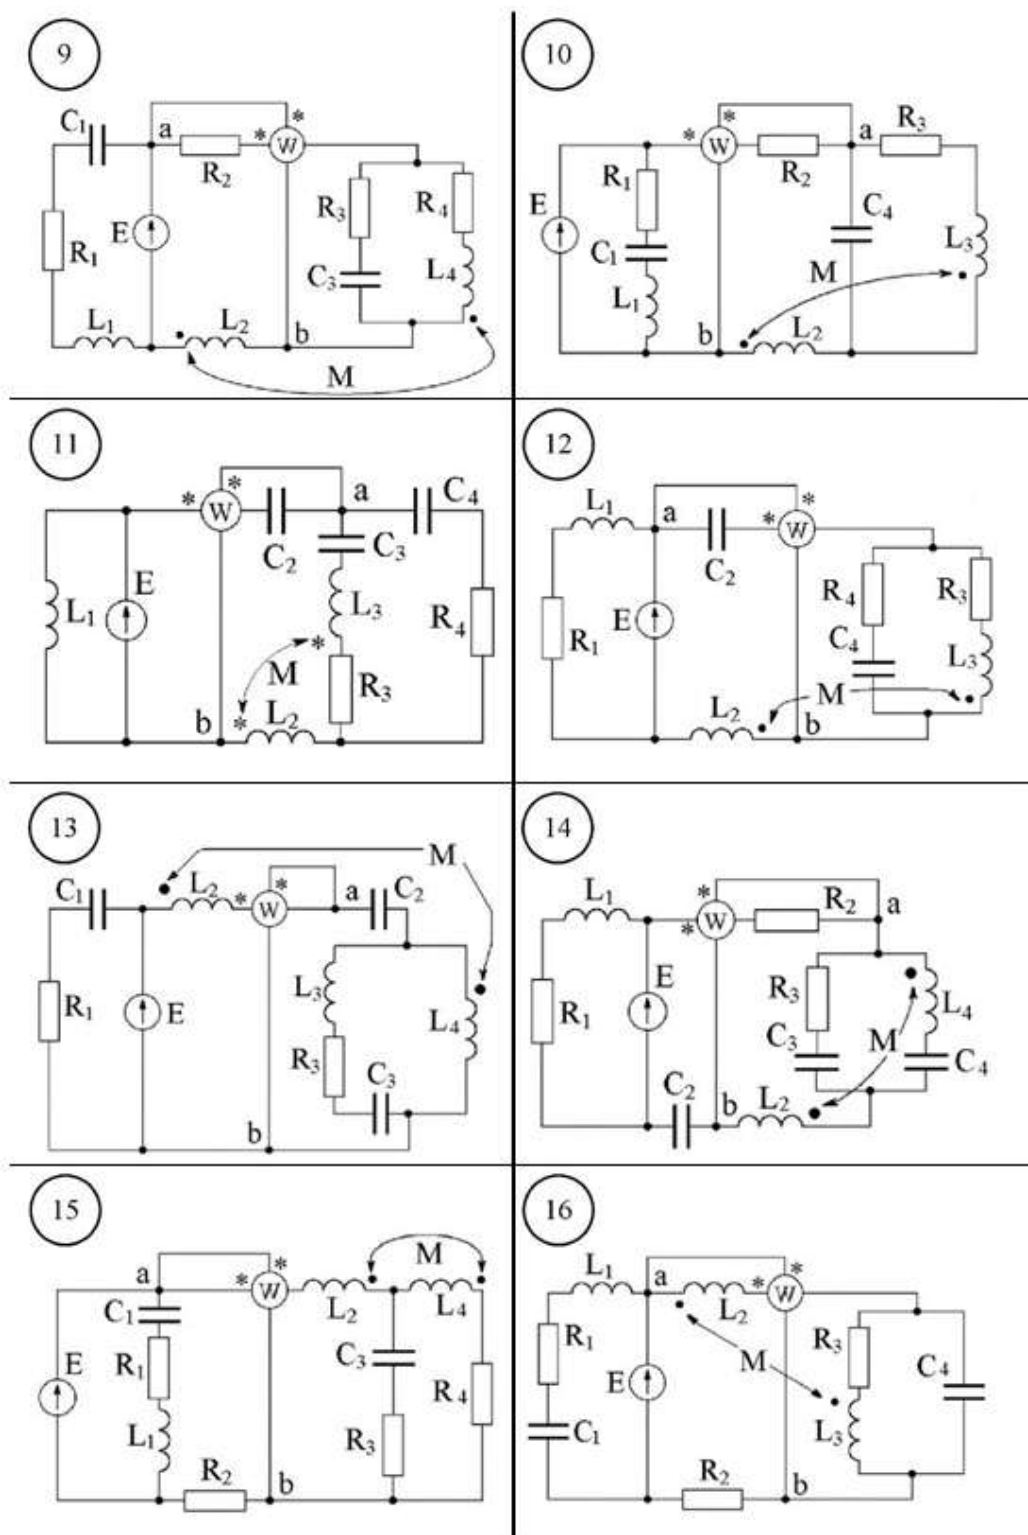 9
C₁
a
*
*
W
R₂
R₁
E
R₃
R₄
C₃
L₄
L₁
L₂
b
M
10
*
*
W
a
R₃
R₁
R₂
E
C₄
C₁
L₃
M
L₁
b
L₂
11
*
*
W
a
C₄
C₂
C₃
E
L₁
L₃
R₄
*
M
R₃
b
*
L₂
12
L₁
a
*
*
W
C₂
R₄
R₃
R₁
E
C₄
L₃
M
L₂
b
13
M
C₁
L₂
*
*
W
a
C₂
L₃
R₁
E
L₄
R₃
C₃
b
14
L₁
*
*
W
R₂
a
E
R₃
R₁
L₄
C₃
M
C₄
C₂
b
L₂
15
M
a
*
*
W
L₂
L₄
C₁
C₃
E
R₁
R₄
L₁
R₃
R₂
b
16
L₁
a
*
*
W
L₂
R₁
R₃
M
C₄
E
C₁
L₃
R₂
b